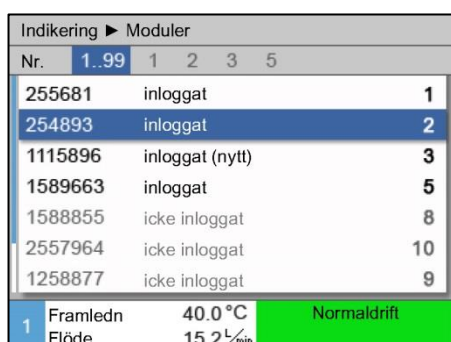 Indikering ► Moduler
Nr. 1..99 1 2 3 5
255681 inloggat 1
254893 inloggat 2
1115896 inloggat (nytt) 3
1589663 inloggat 5
1588855 icke inloggat 8
2557964 icke inloggat 10
1258877 icke inloggat 9
1 Framledn 40.0 °C Normaldrift
Flöde 15.2 L/min